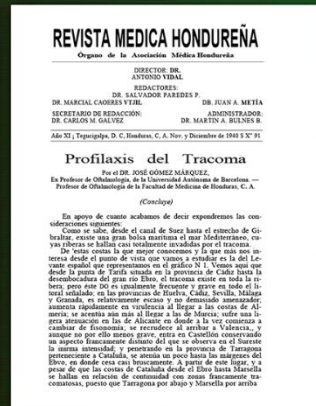 REVISTA MEDICA HONDUREÑA
Órgano de la Asociación Médica Hondureña
DIRECTOR: DR.
ANTONIO VIDAL
REDACTORES:
DR. SALVADOR PAREDES P.
DR. MARCIAL CACERES VTJIL DB. JUAN A. METÍA
SECRETARIO DE REDACCIÓN: ADMINISTRADOR:
DR. CARLOS M. GALVEZ DR. MARTIN A. BULNES B.
Año XI ¡ Tegucigalpa, D. C, Honduras, C, A. Nov. y Diciembre de 1940 S X° 91
Profilaxis del Tracoma
Por el DR. JOSÉ GÓMEZ MÁRQUEZ,
Ex Profesor de Oftalmología, de la Universidad Autónoma de Barcelona. —
Profesor de Oftalmología de la Facultad de Medicina de Honduras, C. A.
(Concluye)
En apoyo de cuanto acabamos de decir expondremos las con-
sideraciones siguientes:
Como se sabe, desde el canal de Suez hasta el estrecho de Gi-
braltar, existe una gran bolsa marítima el mar Mediterráneo, cu-
yas riberas se hallan casi totalmente invadidas por el tracoma.
De 'estas costas la que mejor conocemos y la que más nos in-
teresa desde el punto de vista que vamos a estudiar es la del Le-
vante español que representamos en el gráfico N 1. Vemos aquí que
desde la punta de Tarifa situada en la provincia de Cádiz hasta la
desembocadura del gran río Ebro, el tracoma existe en toda la ri-
bera; pero éste DO es igualmente frecuente y grave en todo el li-
toral señalado; en las provincias de Huelva, Cádiz, Sevilla, Málaga
y Granada, es relativamente escaso y no demasiado amenazador;
aumenta rápidamente en virulencia al llegar a las costas de Al-
mería; se acentúa aún más al llegar a las de Murcia; sufre una li-
gera atenuación en las de Alicante en donde a la vez comienza a
cambiar de fisonomía; se recrudece al arribar a Valencia,, y
aunque no por ello menos grave, entra en Castellón conservando
un aspecto francamente distinto del que se observa en el Sureste
la misma intensidad; y penetrando en la provincia de Tarragona
perteneciente a Cataluña, se atenúa un poco hasta las márgenes del
Ebro, en donde cesa casi bruscamente. A partir de este lugar, y a
pesar de que las costas de Cataluña desde el Ebro hasta Marsella
se hallan en relación de continuidad con zonas francamente tra-
comatosas, puesto que Tarragona por abajo y Marsella por arriba